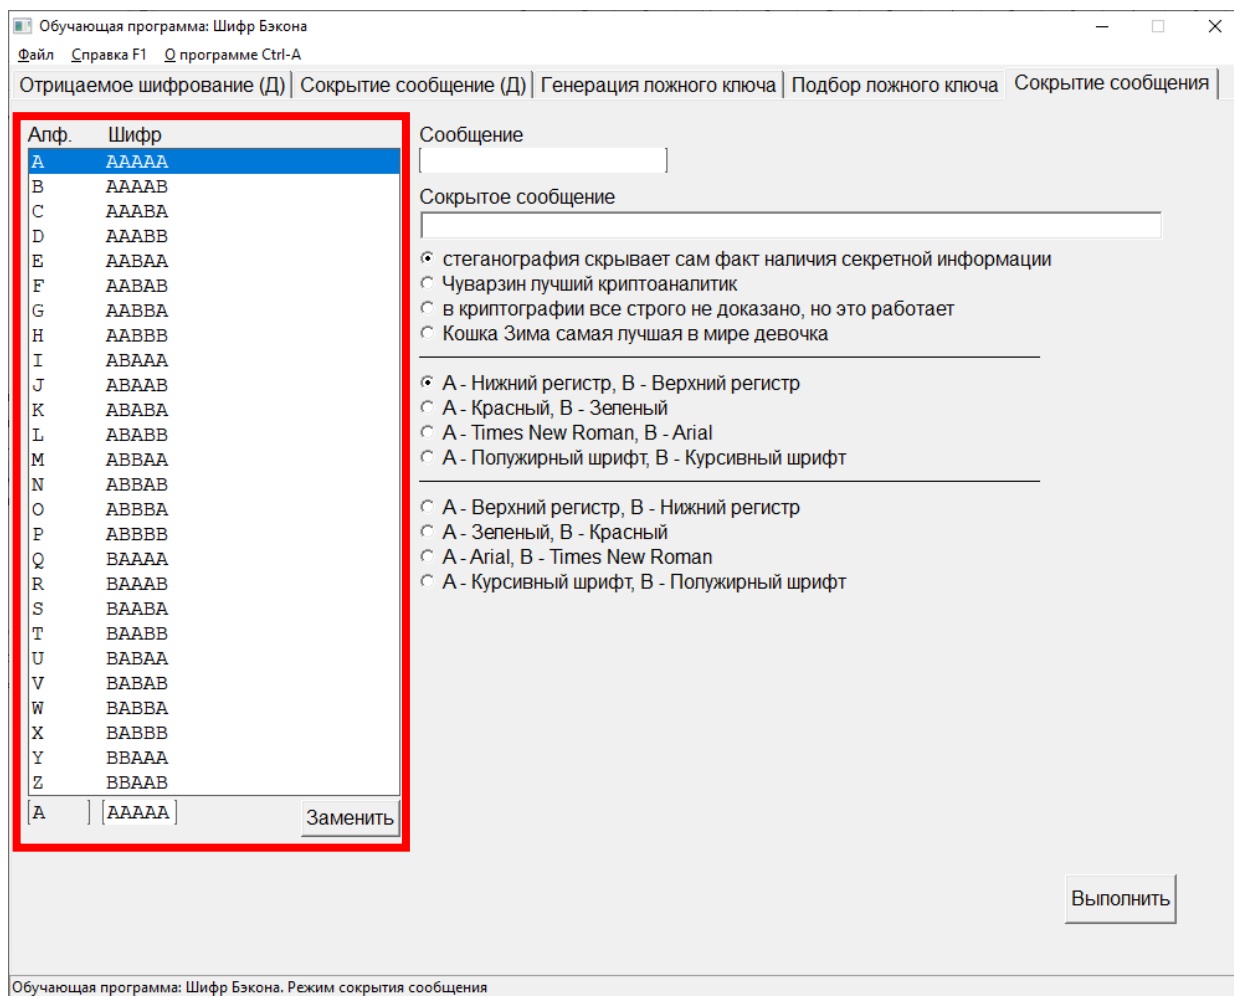 Обучающая программа: Шифр Бэкона
Файл Справка F1 О программе Ctrl-A
Отрицаемое шифрование (Д) Сокрытие сообщение (Д) Генерация ложного ключа Подбор ложного ключа Сокрытие сообщения
Алф. Шифр
A AAAAA
B AAAAB
C AAABA
D AAABB
E AABAA
F AABAB
G AABBA
H AABBB
I ABAAA
J ABAAB
K ABABA
L ABABB
M ABBAA
N ABBAB
O ABBBA
P ABBBB
Q BAAAA
R BAAAB
S BAABA
T BAABB
U BABAA
V BABAB
W BABBA
X BABBB
Y BBAAA
Z BBAAB
A AAAAA Заменить
Сообщение
Сокрытое сообщение
стеганография скрывает сам факт наличия секретной информации
Чуварзин лучший криптоаналитик
в криптографии все строго не доказано, но это работает
Кошка Зима самая лучшая в мире девочка
А - Нижний регистр, В - Верхний регистр
А - Красный, В - Зеленый
А - Times New Roman, В - Arial
А - Полужирный шрифт, В - Курсивный шрифт
А - Верхний регистр, В - Нижний регистр
А - Зеленый, В - Красный
А - Arial, В - Times New Roman
А - Курсивный шрифт, В - Полужирный шрифт
Выполнить
Обучающая программа: Шифр Бэкона. Режим сокрытия сообщения